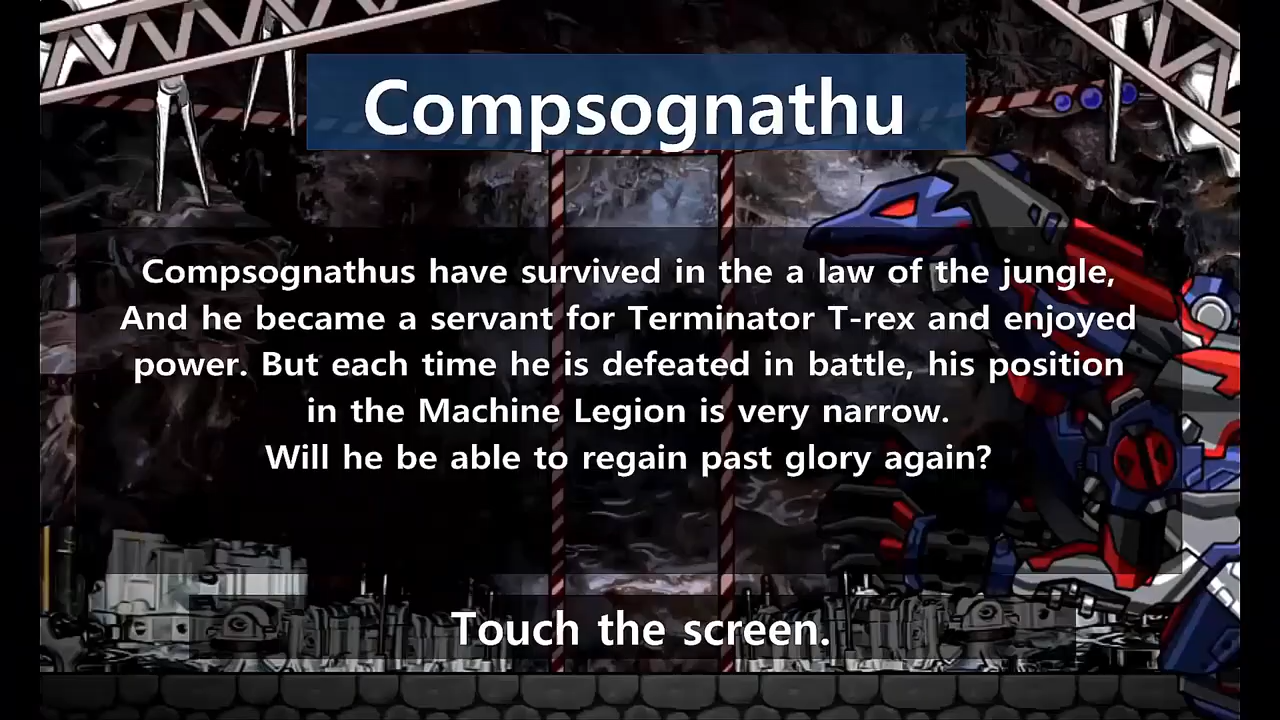 Compsognathu
Compsognathus have survived in the a law of the jungle,
And he became a servant for Terminator T-rex and enjoyed
power. But each time he is defeated in battle, his position
in the Machine Legion is very narrow.
Will he be able to regain past glory again?
Touch the screen.